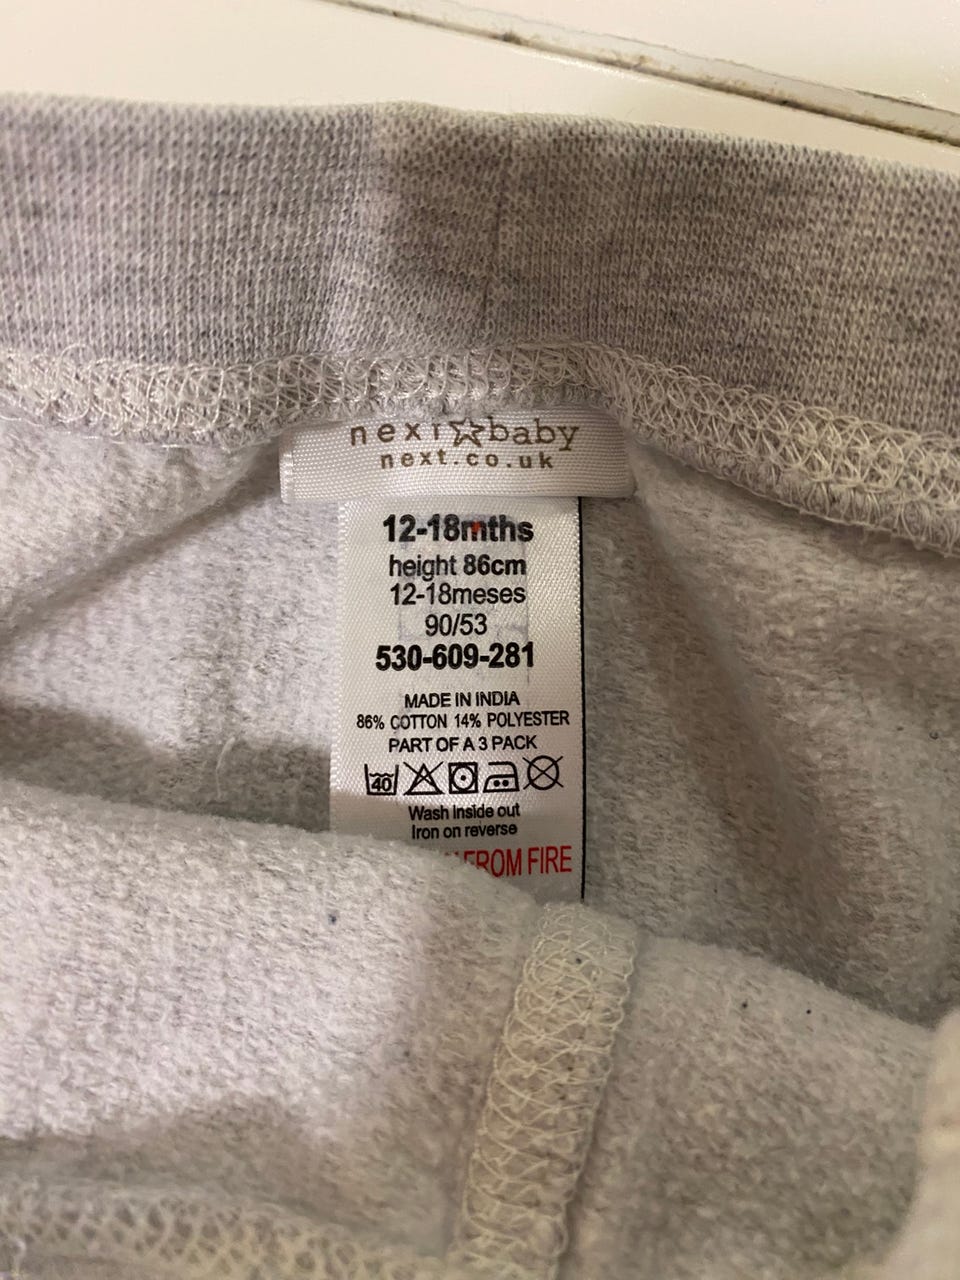 next baby
next.co.uk
12-18mths
height 86cm
12-18meses
90/53
530-609-281
MADE IN INDIA
86% COTTON 14% POLYESTER
PART OF A 3 PACK
40
Wash inside out
Iron on reverse
FROM FIRE